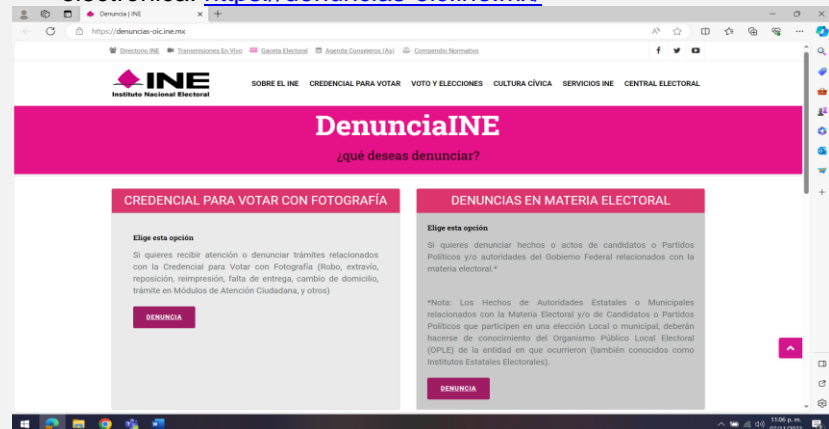 electrónica: https://denuncias-oic.ine.mx/
Denuncia | INE
https://denuncias-oic.ine.mx
Directorio INE Transmisiones En Vivo Gaceta Electoral Agenda Consejeros (As) Compendio Normativo
INE
Instituto Nacional Electoral
SOBRE EL INE CREDENCIAL PARA VOTAR VOTO Y ELECCIONES CULTURA CÍVICA SERVICIOS INE CENTRAL ELECTORAL
DenunciaINE
¿qué deseas denunciar?
CREDENCIAL PARA VOTAR CON FOTOGRAFÍA
Elige esta opción
Si quieres recibir atención o denunciar trámites relacionados
con la Credencial para Votar con Fotografía (Robo, extravío,
reposición, reimpresión, falta de entrega, cambio de domicilio,
trámite en Módulos de Atención Ciudadana, y otros)
DENUNCIA
DENUNCIAS EN MATERIA ELECTORAL
Elige esta opción
Si quieres denunciar hechos o actos de candidatos o Partidos
Políticos y/o autoridades del Gobierno Federal relacionados con la
materia electoral.*
*Nota: Los Hechos de Autoridades Estatales o Municipales
relacionados con la Materia Electoral y/o de Candidatos o Partidos
Políticos que participen en una elección Local o municipal, deberán
hacerse de conocimiento del Organismo Público Local Electoral
(OPLE) de la entidad en que ocurrieron (también conocidos como
Institutos Estatales Electorales).
DENUNCIA
11:06 p. m.